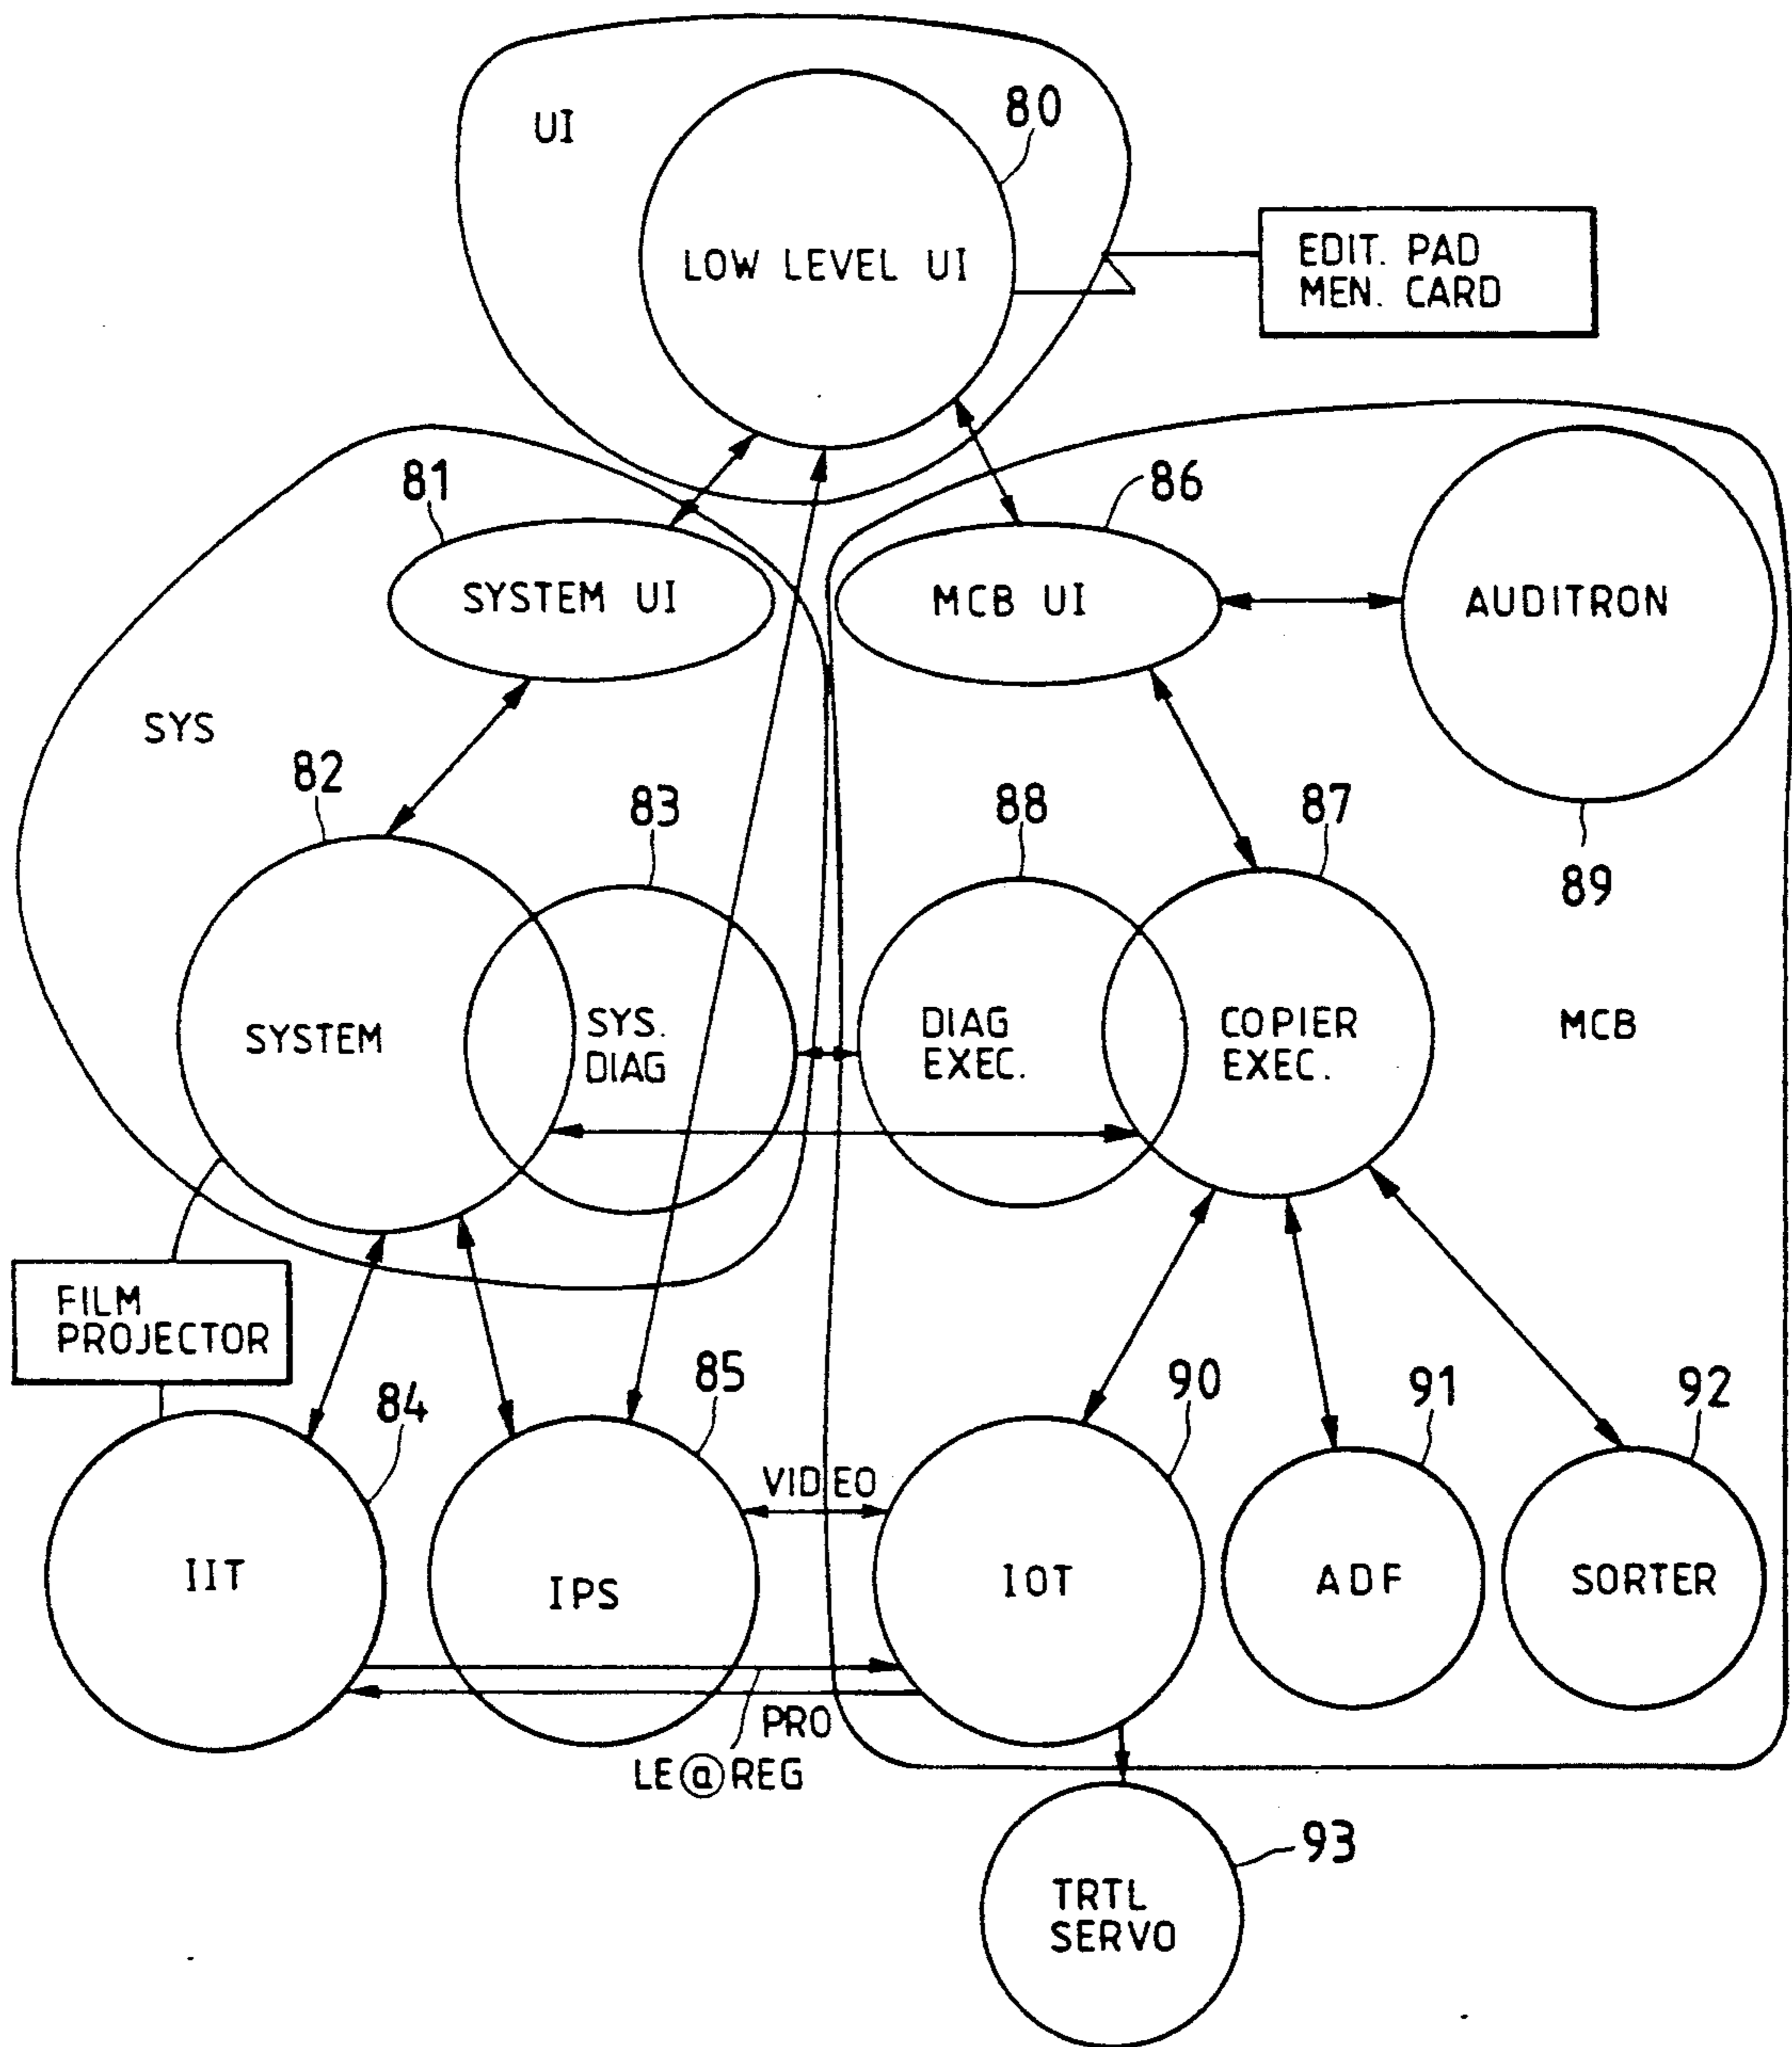 UI
80
LOW LEVEL UI
EDIT. PAD
MEN. CARD
81
86
SYSTEM UI
MCB UI
AUDITRON
SYS
82
83
88
87
89
SYSTEM
SYS.
DIAG
DIAG
EXEC.
COPIER
EXEC.
MCB
FILM
PROJECTOR
84
85
90
91
92
VIDEO
IIT
IPS
IOT
ADF
SORTER
PRO
LE@REG
93
TRTL
SERVO